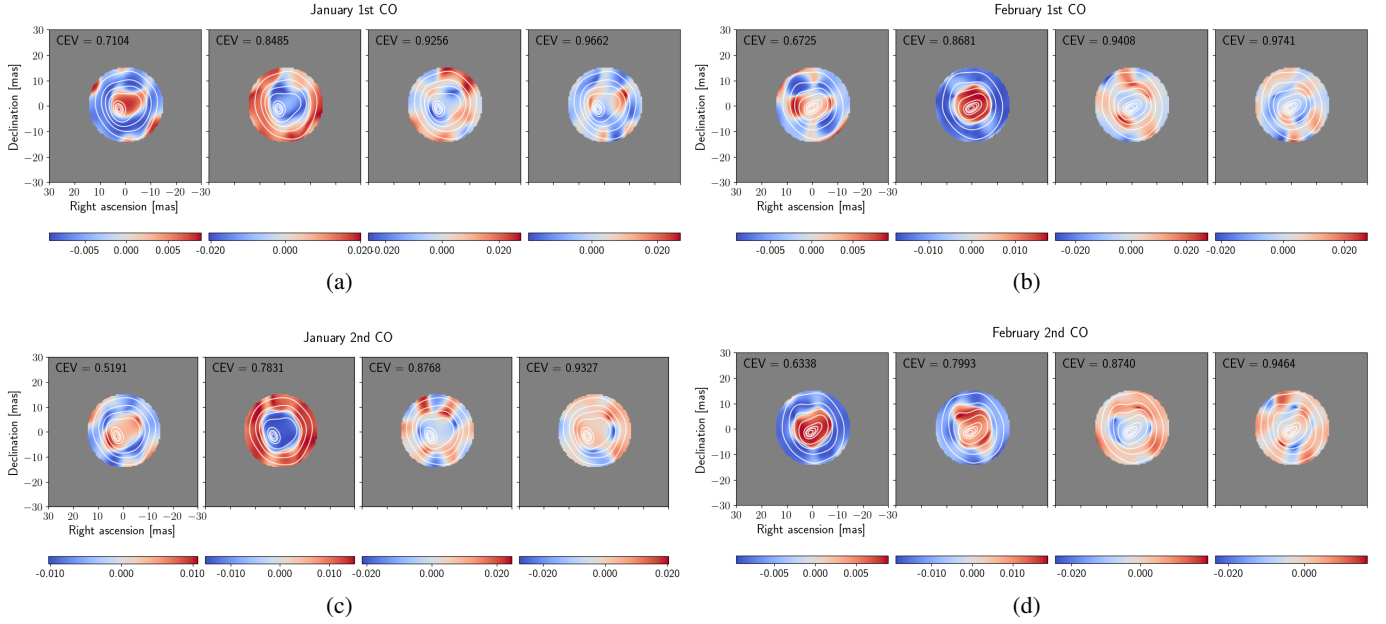 January 1st CO
CEV = 0.7104
CEV = 0.8485
CEV = 0.9256
CEV = 0.9662
30
20
10
0
−10
−20
−30
Declination [mas]
30 20 10 0 −10 −20 −30
Right ascension [mas]
-0.005 0.000 0.005
-0.020 0.000 0.020
-0.020 0.000 0.020
0.000 0.020
(a)
February 1st CO
CEV = 0.6725
CEV = 0.8681
CEV = 0.9408
CEV = 0.9741
30
20
10
0
−10
−20
−30
Declination [mas]
30 20 10 0 −10 −20 −30
Right ascension [mas]
-0.005 0.000 0.005
-0.010 0.000 0.010
-0.020 0.000 0.020
-0.020 0.000 0.020
(b)
January 2nd CO
CEV = 0.5191
CEV = 0.7831
CEV = 0.8768
CEV = 0.9327
30
20
10
0
−10
−20
−30
Declination [mas]
30 20 10 0 −10 −20 −30
Right ascension [mas]
-0.010 0.000 0.010
-0.010 0.000 0.010
-0.020 0.000 0.020
-0.020 0.000 0.020
(c)
February 2nd CO
CEV = 0.6338
CEV = 0.7993
CEV = 0.8740
CEV = 0.9464
30
20
10
0
−10
−20
−30
Declination [mas]
30 20 10 0 −10 −20 −30
Right ascension [mas]
-0.005 0.000 0.005
-0.010 0.000 0.010
-0.020 0.000 0.020
-0.020 0.000
(d)